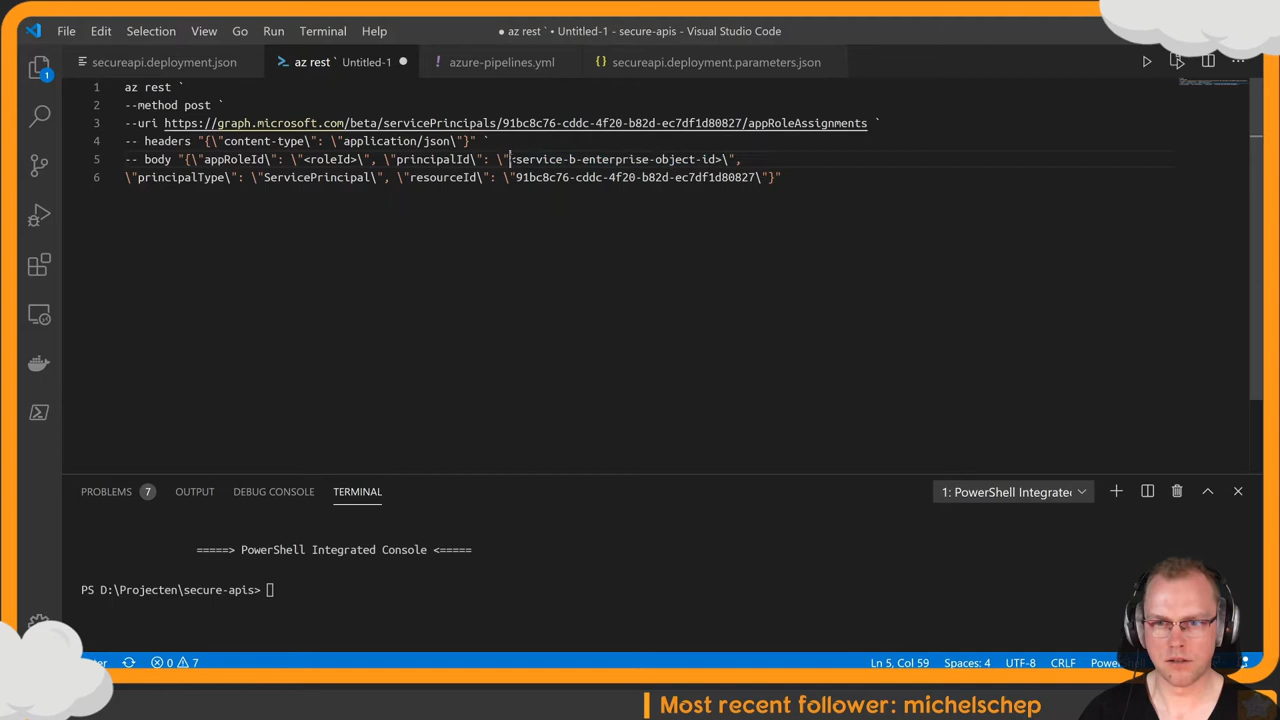 File Edit Selection View Go Run Terminal Help
● az rest ` • Untitled-1 - secure-apis - Visual Studio Code
secureapi.deployment.json
az rest ` Untitled-1 ●
azure-pipelines.yml
secureapi.deployment.parameters.json
1 az rest `
2 --method post `
3 --uri https://graph.microsoft.com/beta/servicePrincipals/91bc8c76-cddc-4f20-b82d-ec7df1d80827/appRoleAssignments `
4 -- headers "{\"content-type\": \"application/json\"}" `
5 -- body "{\"appRoleId\": \"<roleId>\", \"principalId\": \"<service-b-enterprise-object-id>\",
6 \"principalType\": \"ServicePrincipal\", \"resourceId\": \"91bc8c76-cddc-4f20-b82d-ec7df1d80827\"}"
1
PROBLEMS 7 OUTPUT DEBUG CONSOLE TERMINAL
1: PowerShell Integrate
=====> PowerShell Integrated Console <=====
PS D:\Projecten\secure-apis>
0 7
Ln 5, Col 59 Spaces: 4 UTF-8 CRLF
Most recent follower: michelschep